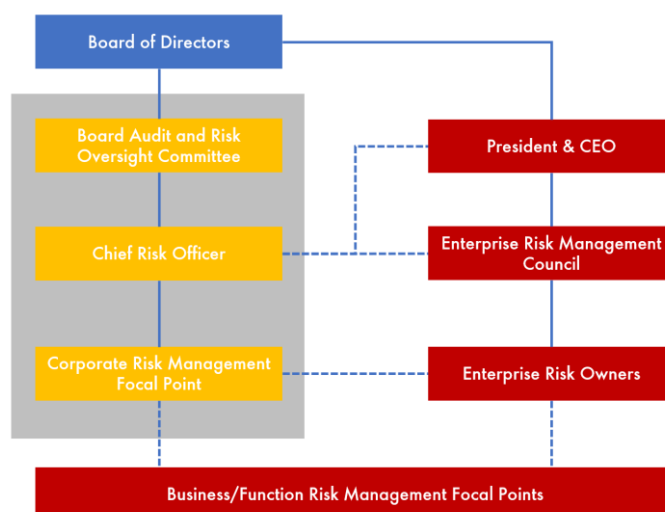 Board of Directors
Board Audit and Risk
Oversight Committee
President & CEO
Chief Risk Officer
Enterprise Risk Management
Council
Corporate Risk Management
Focal Point
Enterprise Risk Owners
Business/Function Risk Management Focal Points